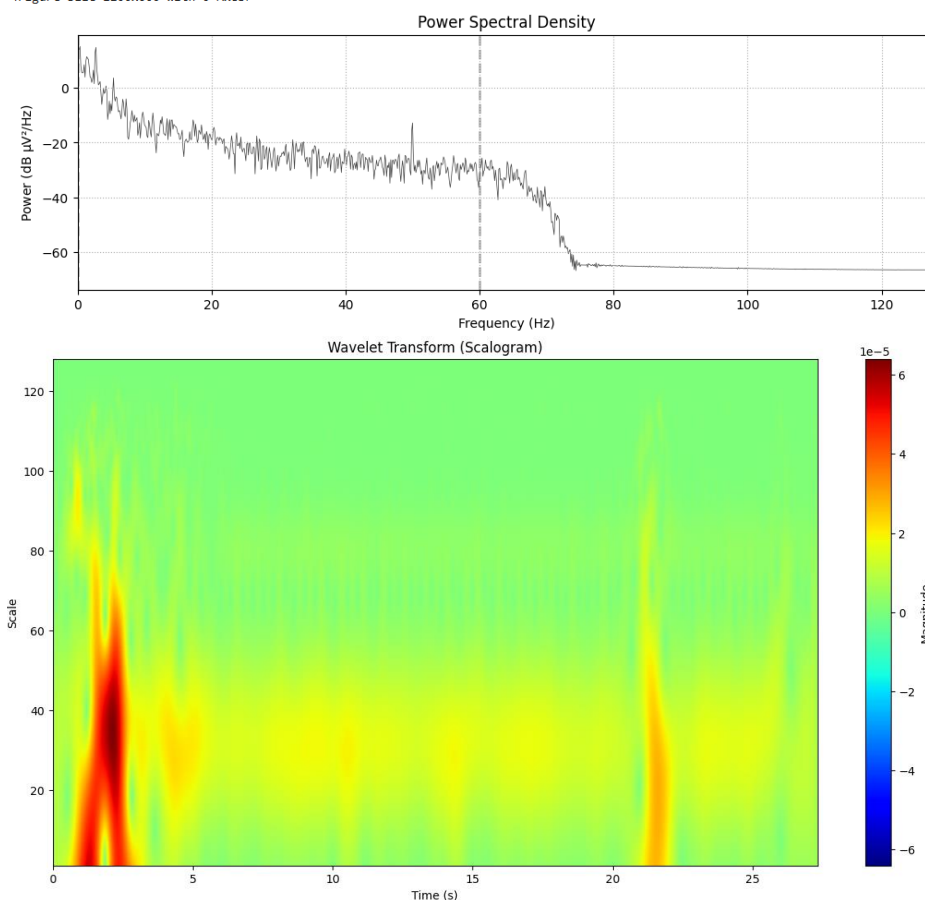 Power Spectral Density
Power (dB µV²/Hz)
0
−20
−40
−60
0 20 40 60 80 100 120
Frequency (Hz)
Wavelet Transform (Scalogram)
1e−5
Scale
120
100
80
60
40
20
0 5 10 15 20 25
Time (s)
6
4
2
0
−2
−4
−6
Magnitude